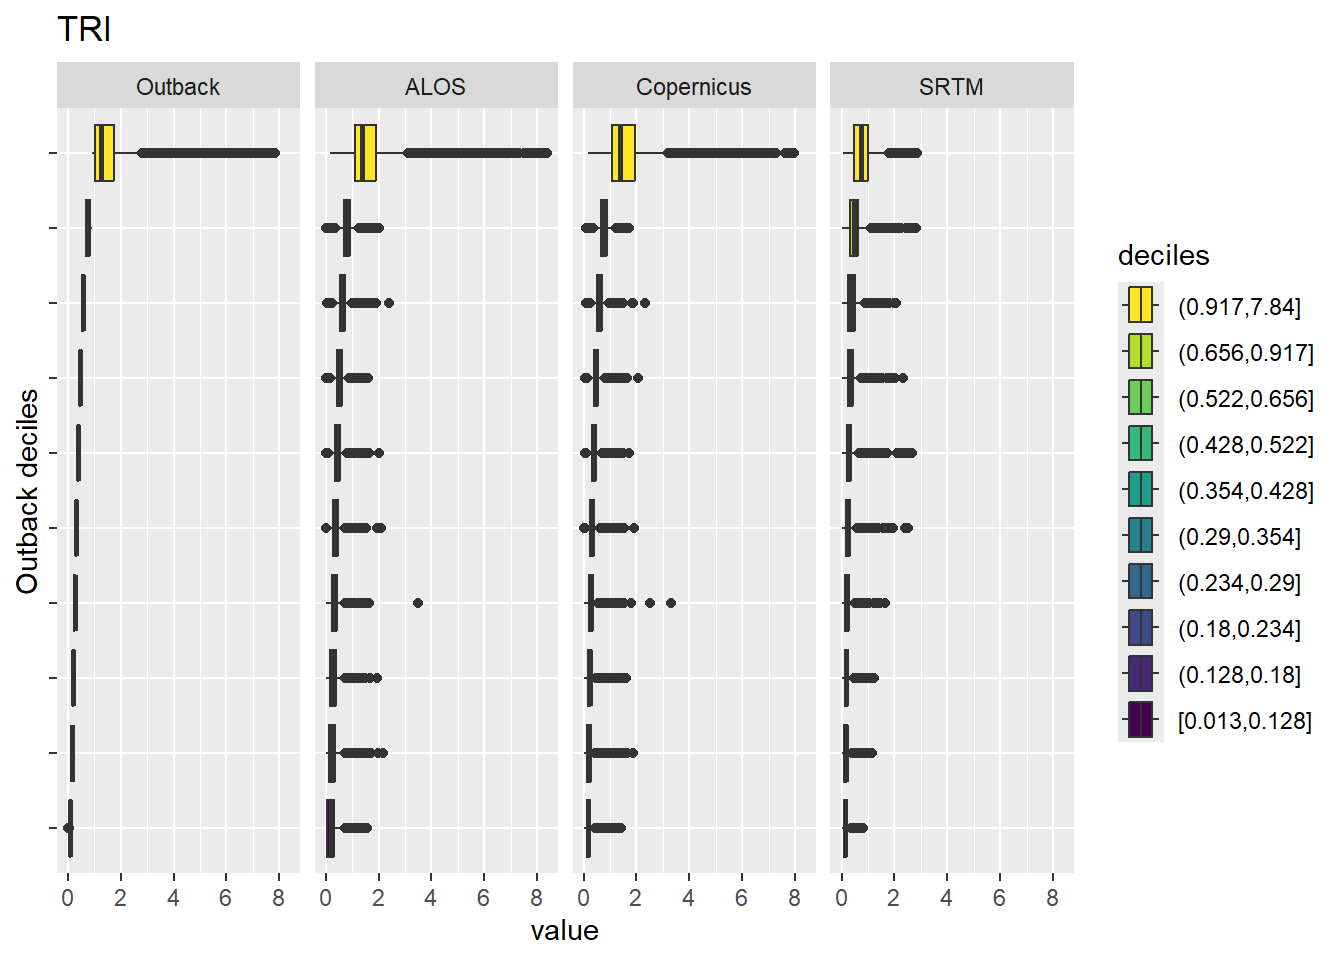 TRI
Outback ALOS Copernicus SRTM
Outback deciles
0 2 4 6 8 0 2 4 6 8 0 2 4 6 8 0 2 4 6 8
value
deciles
(0.917,7.84]
(0.656,0.917]
(0.522,0.656]
(0.428,0.522]
(0.354,0.428]
(0.29,0.354]
(0.234,0.29]
(0.18,0.234]
(0.128,0.18]
[0.013,0.128]